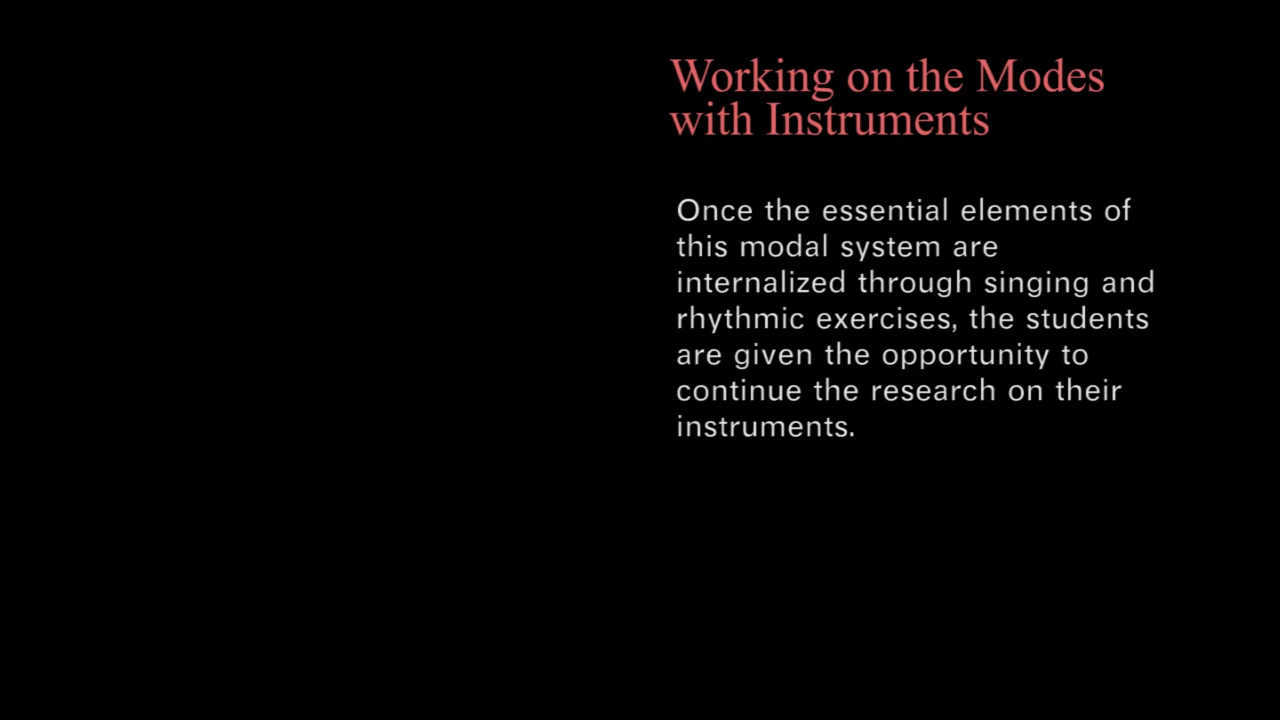 Working on the Modes
with Instruments
Once the essential elements of
this modal system are
internalized through singing and
rhythmic exercises, the students
are given the opportunity to
continue the research on their
instruments.